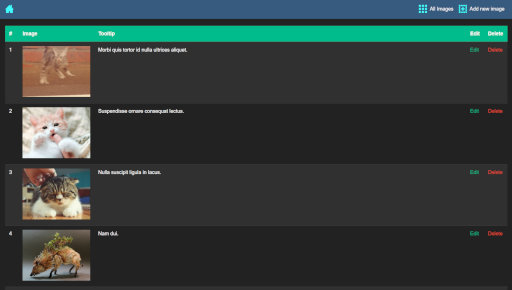 All images
Add new image
# Image Tooltip Edit Delete
1 Morbi quis tortor id nulla ultrices aliquet. Edit Delete
2 Suspendisse ornare consequat lectus. Edit Delete
3 Nulla suscipit ligula in lacus. Edit Delete
4 Nam dui. Edit Delete